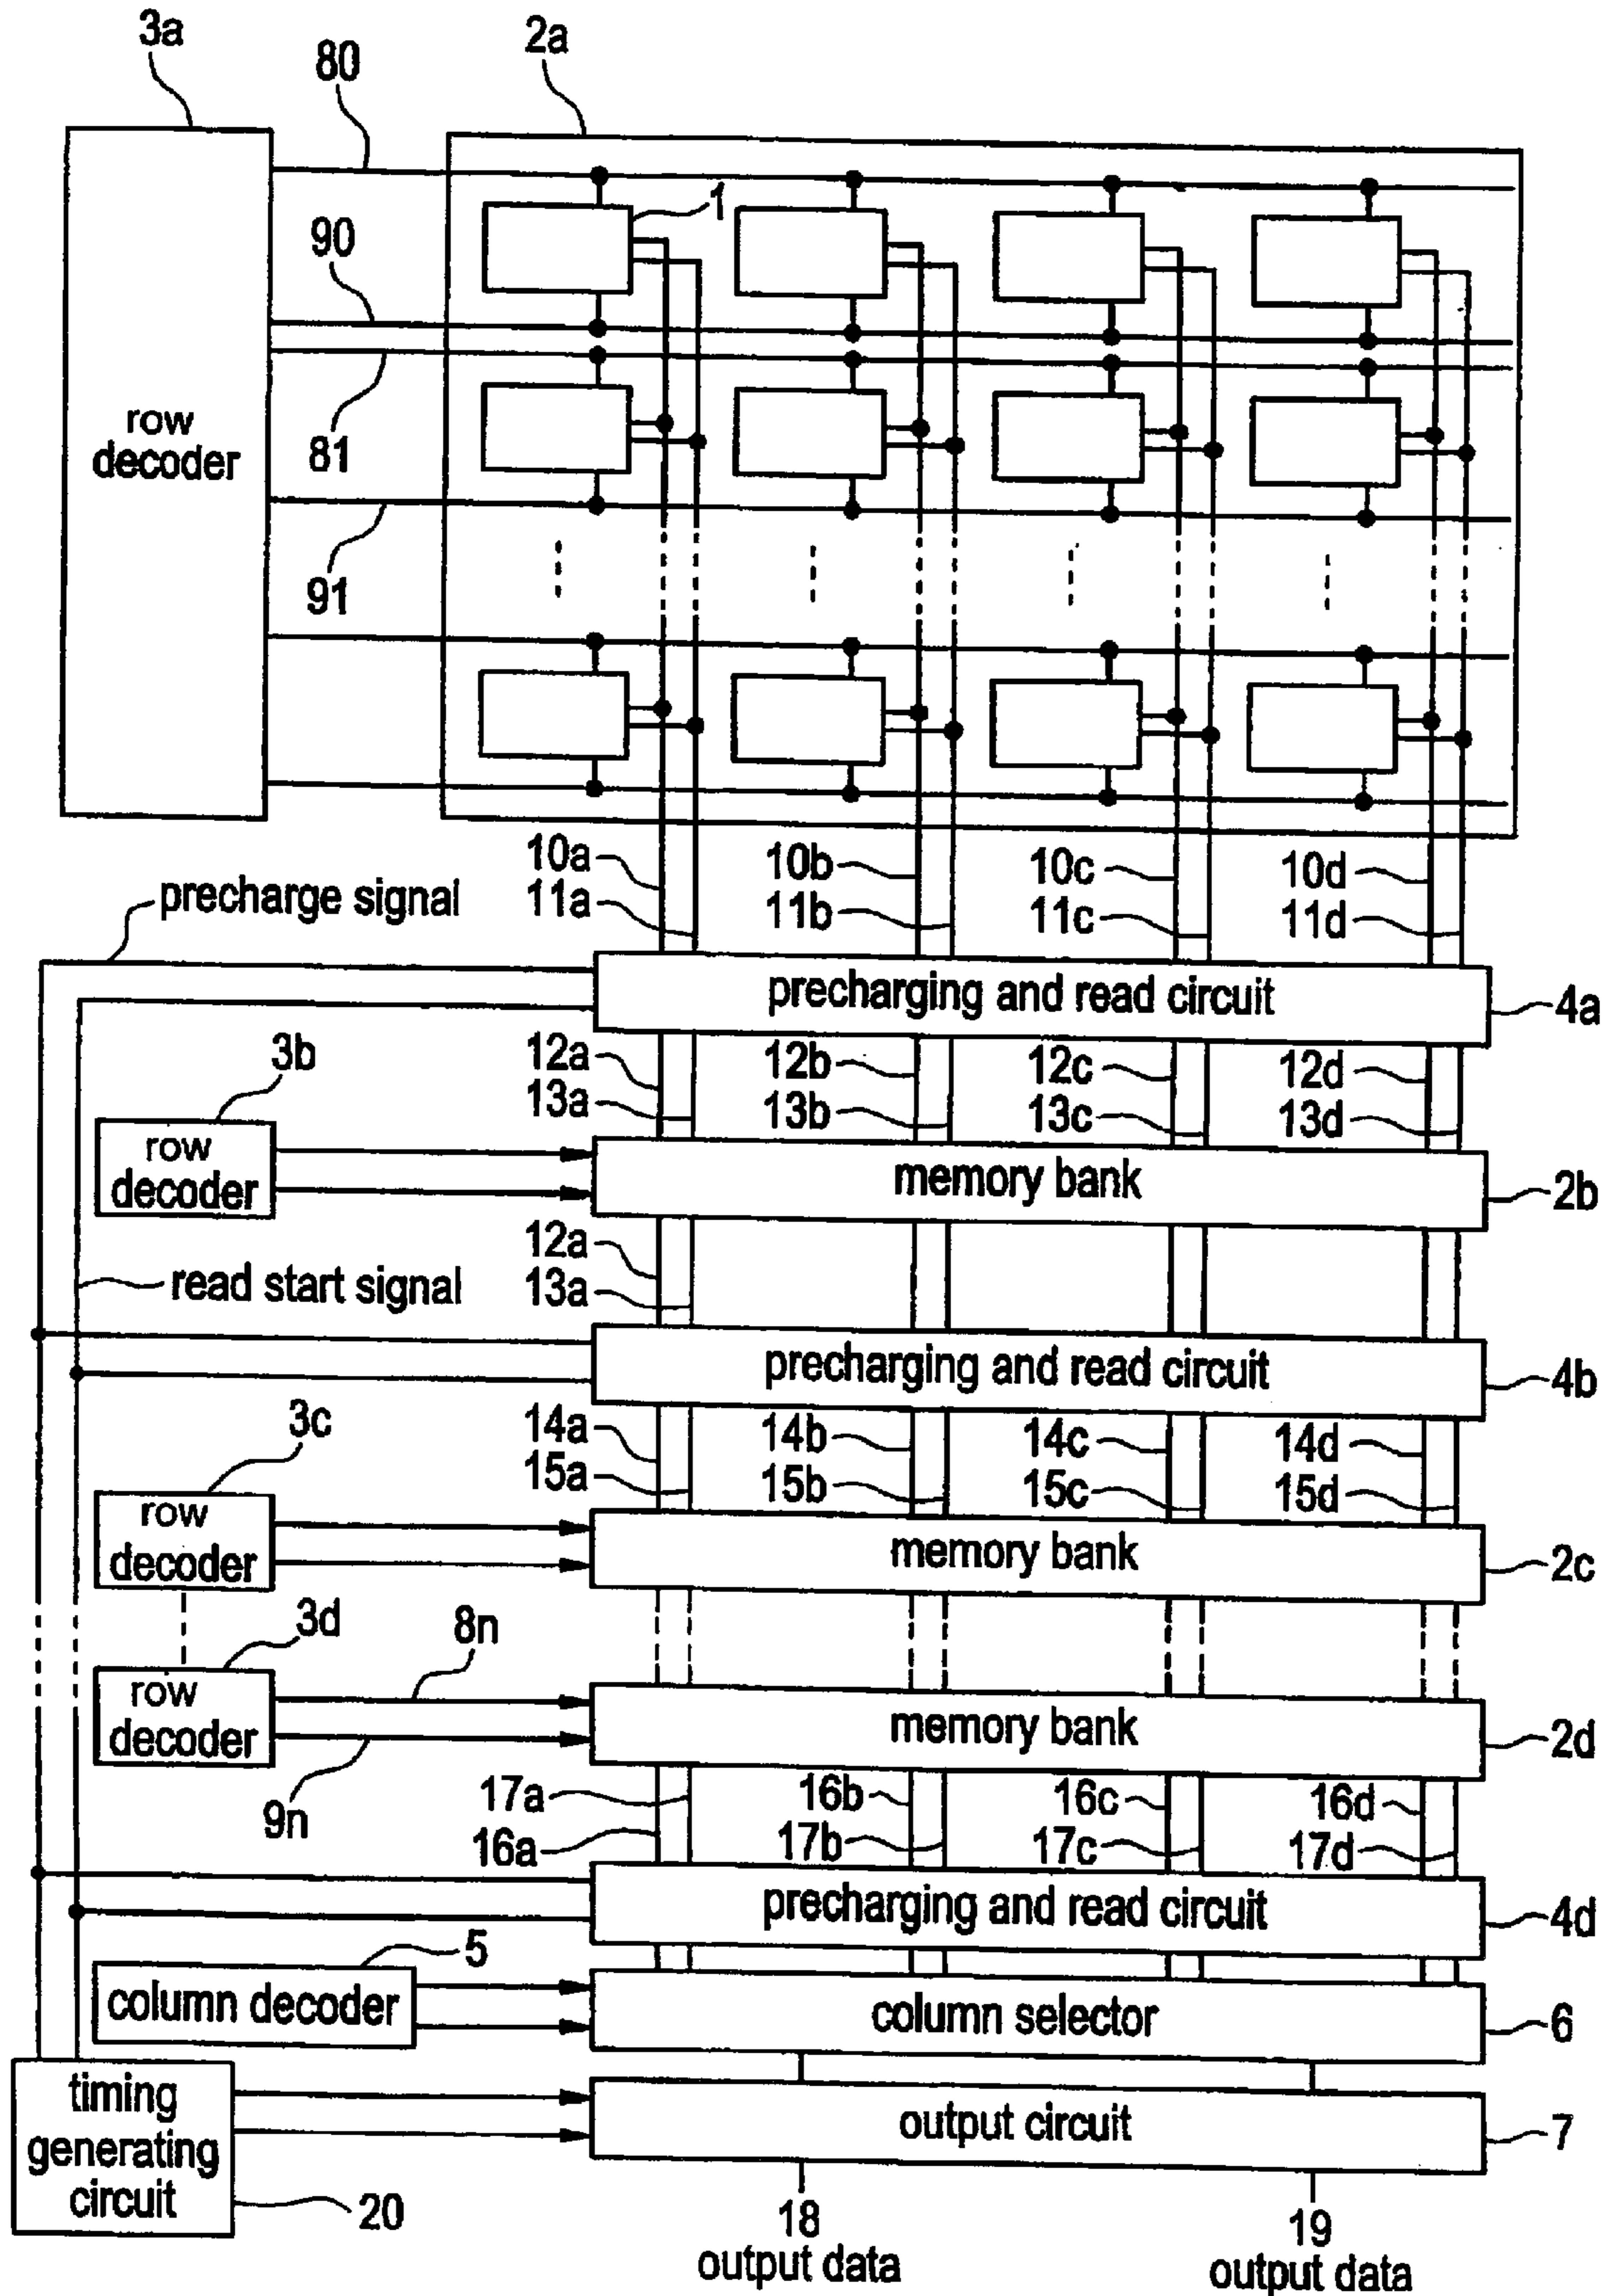 3a
80
2a
1
90
row
decoder
81
91
10a
10b
10c
10d
11a
11b
11c
11d
precharge signal
precharging and read circuit
4a
3b
12a
12b
12c
12d
13a
13b
13c
13d
row
decoder
memory bank
2b
12a
read start signal
13a
precharging and read circuit
4b
3c
14a
14b
14c
14d
15a
15b
15c
15d
row
decoder
memory bank
2c
3d
8n
row
decoder
memory bank
2d
9n
17a
16b
16c
16d
16a
17b
17c
17d
precharging and read circuit
4d
5
column decoder
column selector
6
timing
generating
circuit
output circuit
7
20
18
19
output data
output data